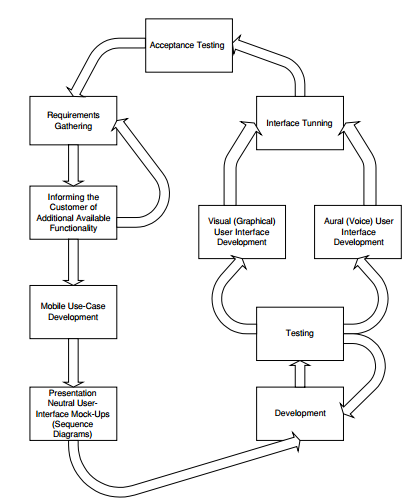 Acceptance Testing
Requirements
Gathering
Interface Tunning
Informing the
Customer of
Additional Available
Functionality
Visual (Graphical)
User Interface
Development
Aural (Voice) User
Interface
Development
Mobile Use-Case
Development
Testing
Presentation
Neutral User-
Interface Mock-Ups
(Sequence
Diagrams)
Development